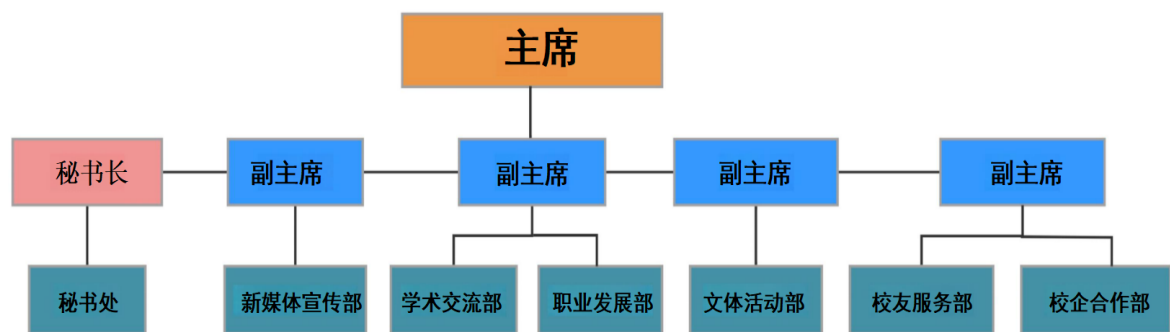 主席
秘书长
副主席
副主席
副主席
副主席
秘书处
新媒体宣传部
学术交流部
职业发展部
文体活动部
校友服务部
校企合作部